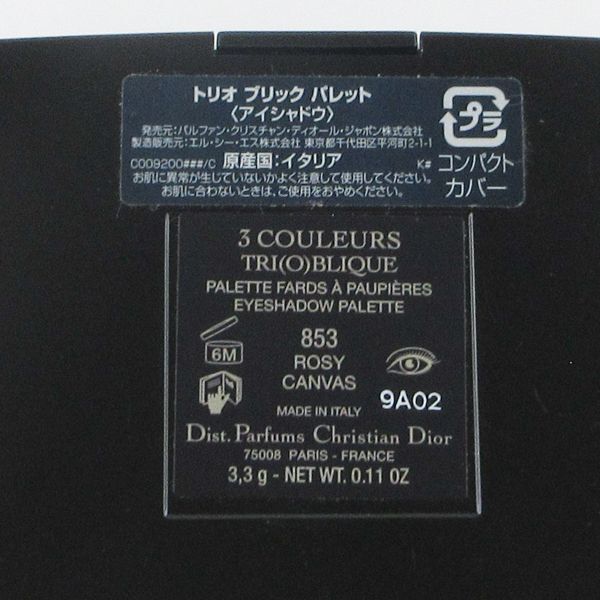 トリオ ブリック パレット
〈アイシャドウ〉
発売元:パルファン・クリスチャン・ディオール・ジャポン株式会社
製造販売元:エル・シー・エス株式会社 東京都千代田区平河町2-1-1
C009200###/C 原産国:イタリア K#
お肌に異常が生じていないかよく注意して使用してください。
お肌に合わないときは、ご使用をおやめください。
プラ
コンパクト
カバー
3 COULEURS
TRI(O)BLIQUE
PALETTE FARDS À PAUPIÈRES
EYESHADOW PALETTE
6M
853
ROSY
CANVAS
9A02
MADE IN ITALY
Dist. Parfums Christian Dior
75008 PARIS - FRANCE
3,3 g - NET WT. 0.11 OZ